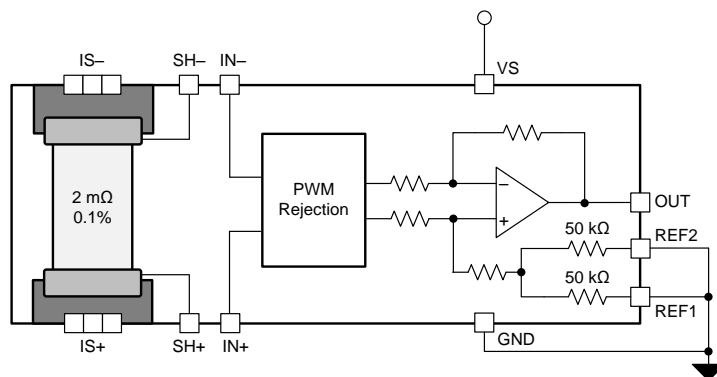 IS–
SH–
IN–
VS
2 mΩ
0.1%
PWM
Rejection
–
+
OUT
50 kΩ
REF2
50 kΩ
REF1
GND
IS+
SH+
IN+